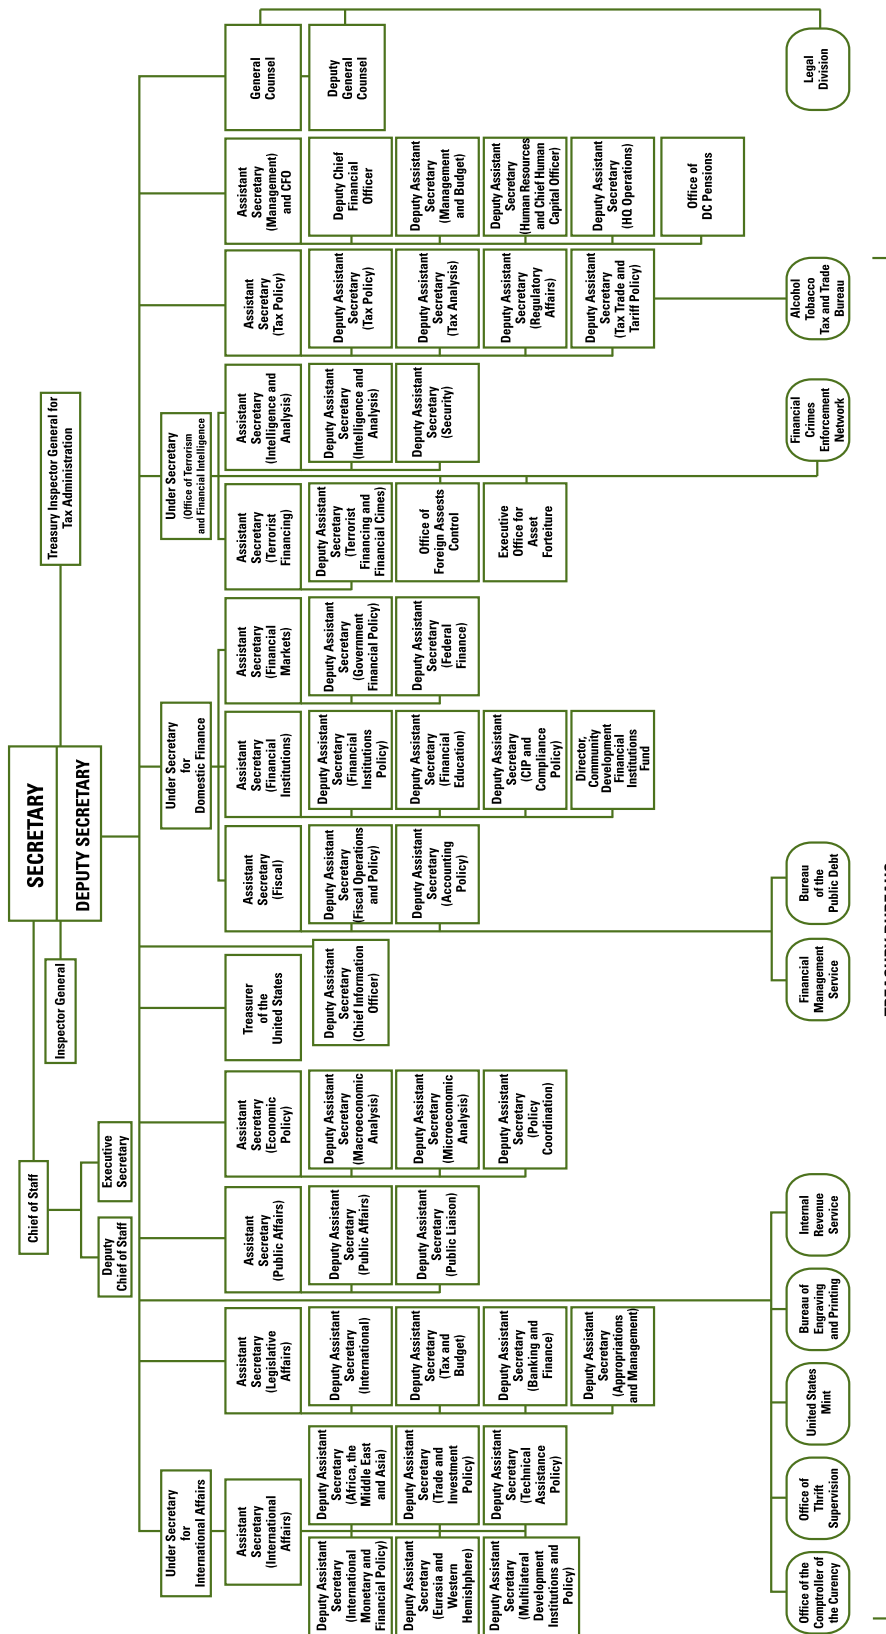 SECRETARY
DEPUTY SECRETARY
Chief of Staff
Deputy
Chief of Staff
Executive
Secretary
Inspector General
Treasury Inspector General for
Tax Administration
Under Secretary
for
International Affairs
Assistant
Secretary
(International
Affairs)
Deputy Assistant
Secretary
(International
Monetary and
Financial Policy)
Deputy Assistant
Secretary
(Africa, the
Middle East
and Asia)
Deputy Assistant
Secretary
(Eurasia and
Western
Hemishphere)
Deputy Assistant
Secretary
(Trade and
Investment
Policy)
Deputy Assistant
Secretary
(Multilateral
Development
Institutions and
Policy)
Deputy Assistant
Secretary
(Technical
Assistance
Policy)
Assistant
Secretary
(Legislative
Affairs)
Deputy Assistant
Secretary
(International)
Deputy Assistant
Secretary
(Tax and
Budget)
Deputy Assistant
Secretary
(Banking and
Finance)
Deputy Assistant
Secretary
(Appropriations
and Management)
Assistant
Secretary
(Public Affairs)
Deputy Assistant
Secretary
(Public Affairs)
Deputy Assistant
Secretary
(Public Liaison)
Assistant
Secretary
(Economic
Policy)
Deputy Assistant
Secretary
(Macroeconomic
Analysis)
Deputy Assistant
Secretary
(Microeconomic
Analysis)
Deputy Assistant
Secretary
(Policy
Coordination)
Treasurer
of the
United States
Deputy Assistant
Secretary
(Chief Information
Officer)
Under Secretary
for
Domestic Finance
Assistant
Secretary
(Fiscal)
Deputy Assistant
Secretary
(Fiscal Operations
and Policy)
Deputy Assistant
Secretary
(Accounting
Policy)
Assistant
Secretary
(Financial
Institutions)
Deputy Assistant
Secretary
(Financial
Institutions
Policy)
Deputy Assistant
Secretary
(Financial
Education)
Deputy Assistant
Secretary
(CIP and
Compliance
Policy)
Director,
Community
Development
Financial
Institutions
Fund
Assistant
Secretary
(Financial
Markets)
Deputy Assistant
Secretary
(Government
Financial Policy)
Deputy Assistant
Secretary
(Federal
Finance)
Under Secretary
(Office of Terrorism
and Financial Intelligence
Assistant
Secretary
(Terrorist
Financing)
Deputy Assistant
Secretary
(Terrorist
Financing and
Financial Cimes)
Office of
Foreign Assests
Control
Executive
Office for
Asset
Forteiture
Assistant
Secretary
(Intelligence and
Analysis)
Deputy Assistant
Secretary
(Intelligence and
Analysis)
Deputy Assistant
Secretary
(Security)
Assistant
Secretary
(Tax Policy)
Deputy Assistant
Secretary
(Tax Policy)
Deputy Assistant
Secretary
(Tax Analysis)
Deputy Assistant
Secretary
(Regulatory
Affairs)
Deputy Assistant
Secretary
(Tax Trade and
Tariff Policy)
Assistant
Secretary
(Management)
and CFO
Deputy Chief
Financial
Officer
Deputy Assistant
Secretary
(Management
and Budget)
Deputy Assistant
Secretary
(Human Resources
and Chief Human
Capital Officer)
Deputy Assistant
Secretary
(HQ Operations)
Office of
DC Pensions
General
Counsel
Deputy
General
Counsel
Office of the
Comptroller of
the Curency
Office of
Thrift
Supervision
United States
Mint
Bureau of
Engraving
and Printing
Internal
Revenue
Service
Financial
Management
Service
Bureau
of the
Public Debt
Financial
Crimes
Enforcement
Network
Alcohol
Tobacco
Tax and Trade
Bureau
Legal
Division